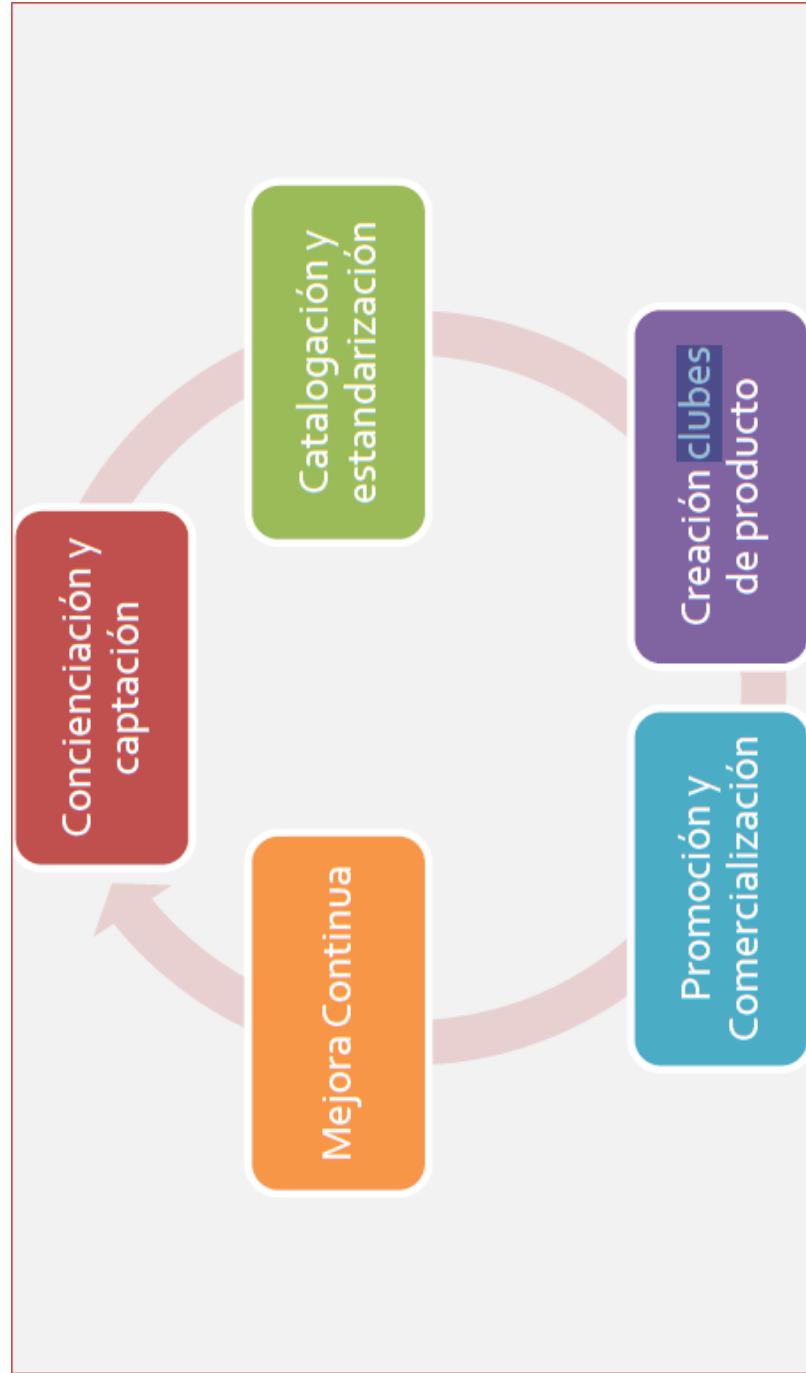 Concienciación y
captación
Catalogación y
estandarización
Creación clubes
de producto
Promoción y
Comercialización
Mejora Continua